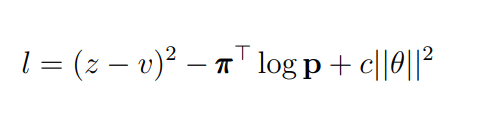 l = (z − v)² − π⊤ log p + c||θ||²